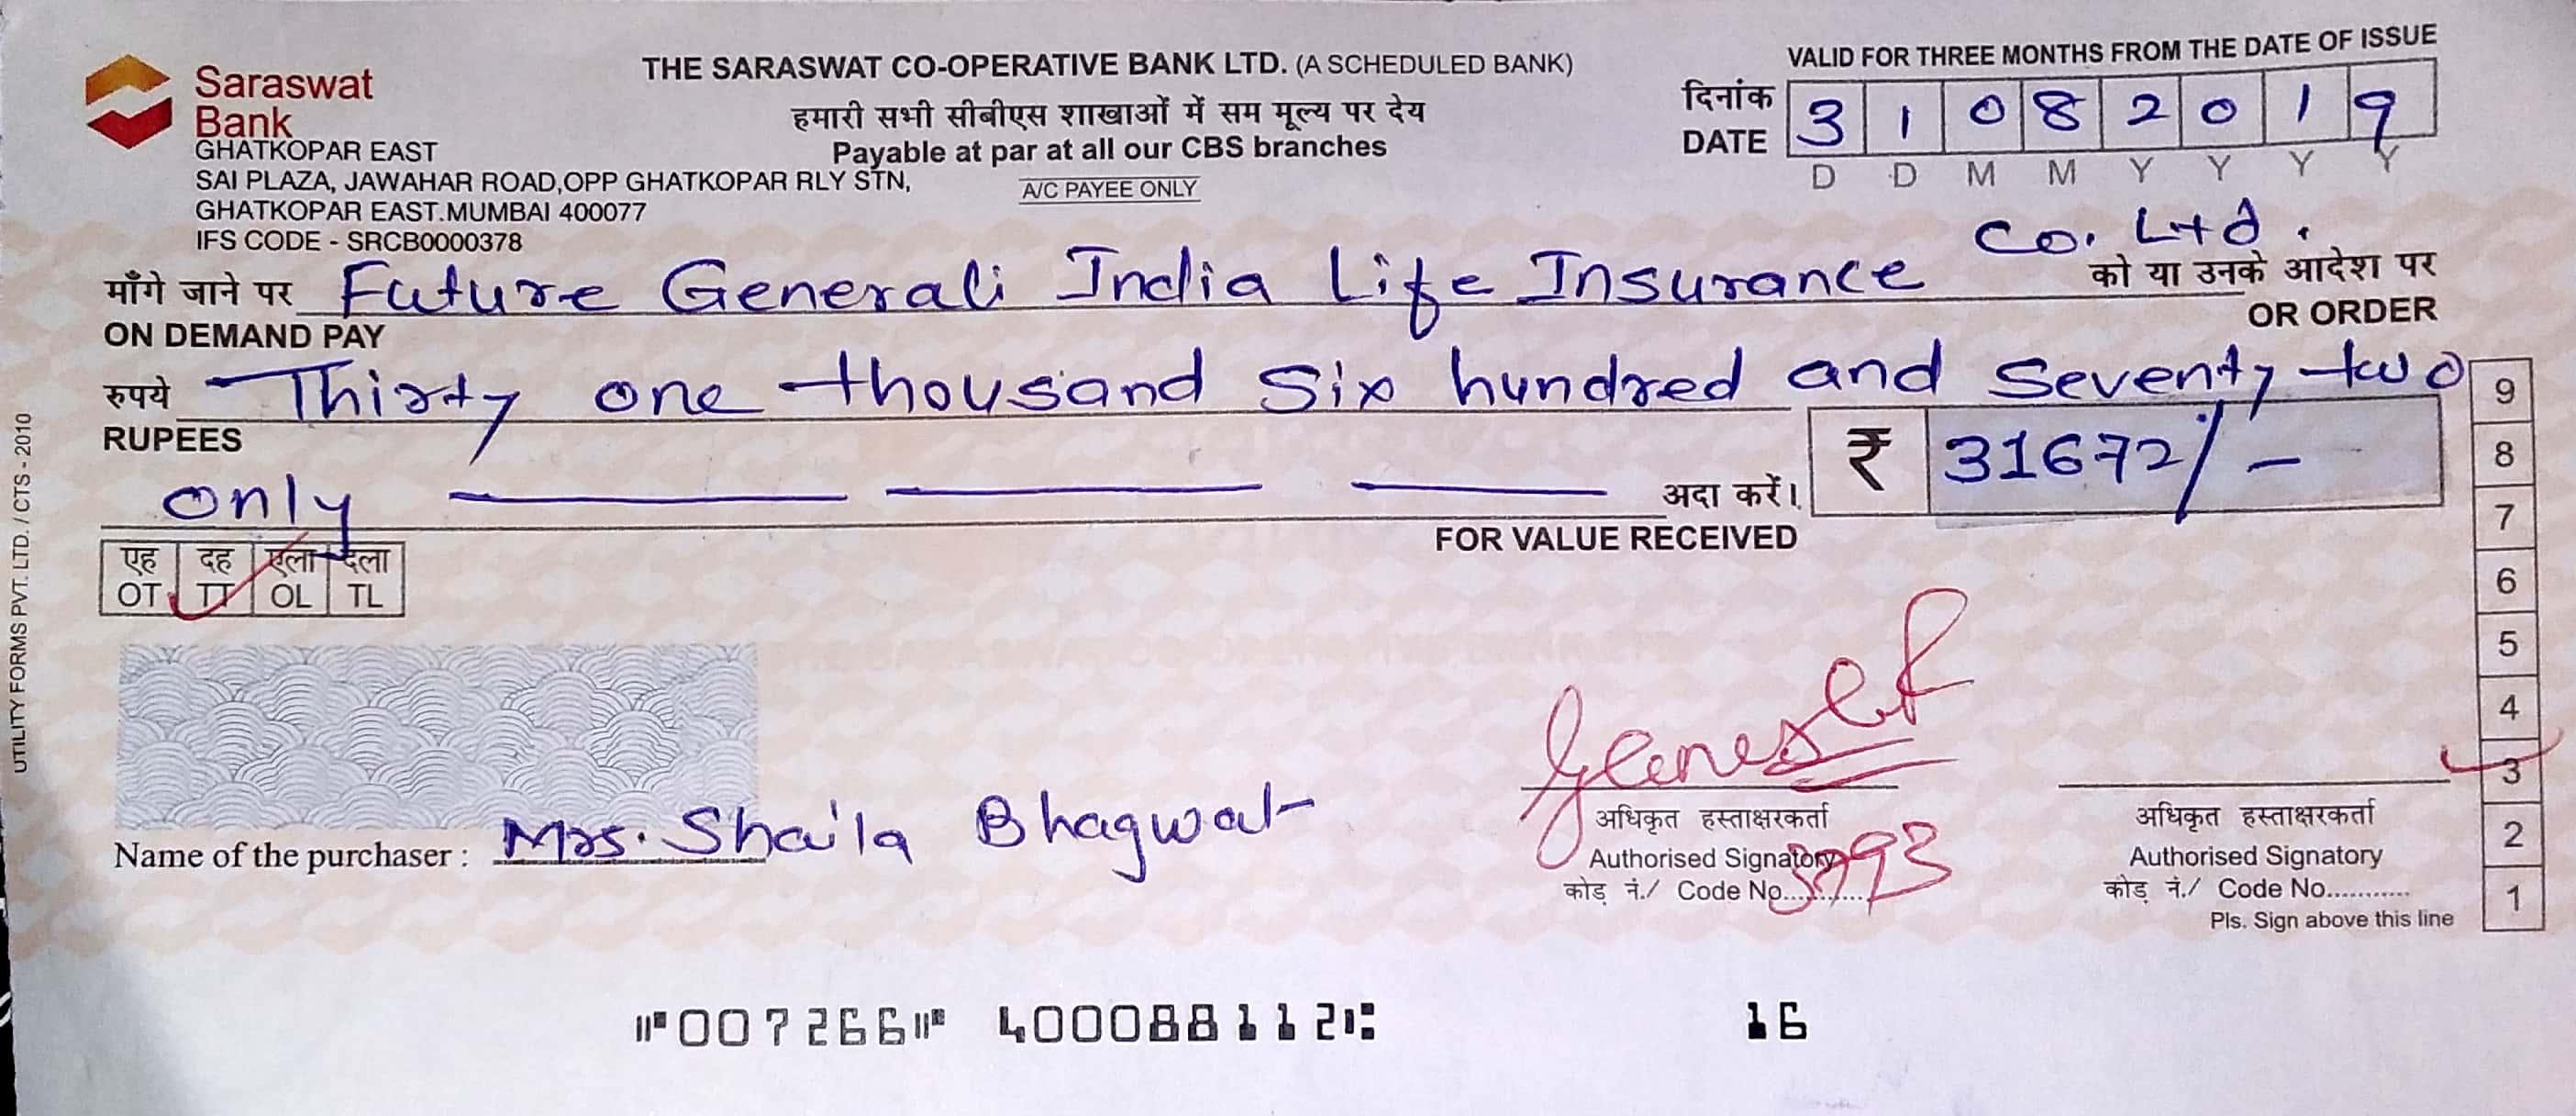 Saraswat
Bank
GHATKOPAR EAST
SAI PLAZA, JAWAHAR ROAD,OPP GHATKOPAR RLY STN,
GHATKOPAR EAST.MUMBAI 400077
IFS CODE - SRCB0000378
THE SARASWAT CO-OPERATIVE BANK LTD. (A SCHEDULED BANK)
हमारी सभी सीबीएस शाखाओं में सम मूल्य पर देय
Payable at par at all our CBS branches
A/C PAYEE ONLY
VALID FOR THREE MONTHS FROM THE DATE OF ISSUE
दिनांक
DATE 3 1 0 8 2 0 1 9
D D M M Y Y Y Y
माँगे जाने पर Future Generali India Life Insurance Co. Ltd. को या उनके आदेश पर
ON DEMAND PAY OR ORDER
रुपये Thirty one thousand six hundred and seventy two
RUPEES
only अदा करें। ₹ 31672/-
FOR VALUE RECEIVED
एह दह एला दला
OT TT OL TL
9
8
7
6
5
4
3
2
1
UTILITY FORMS PVT. LTD. / CTS - 2010
Name of the purchaser : Mrs. Shaila Bhagwat
अधिकृत हस्ताक्षरकर्ता
Authorised Signatory
कोड़ नं./ Code No...........
अधिकृत हस्ताक्षरकर्ता
Authorised Signatory
कोड़ नं./ Code No............
Pls. Sign above this line
⑈007266⑈ 400088112⑆ 16